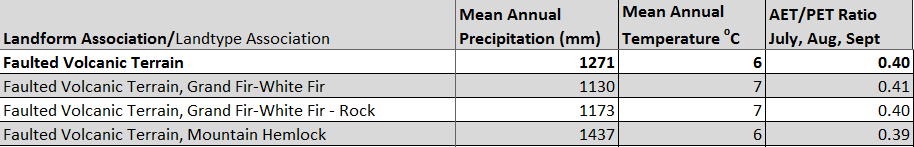 Landform Association/Landtype Association Mean Annual Precipitation (mm) Mean Annual Temperature °C AET/PET Ratio July, Aug, Sept
Faulted Volcanic Terrain 1271 6 0.40
Faulted Volcanic Terrain, Grand Fir-White Fir 1130 7 0.41
Faulted Volcanic Terrain, Grand Fir-White Fir - Rock 1173 7 0.40
Faulted Volcanic Terrain, Mountain Hemlock 1437 6 0.39